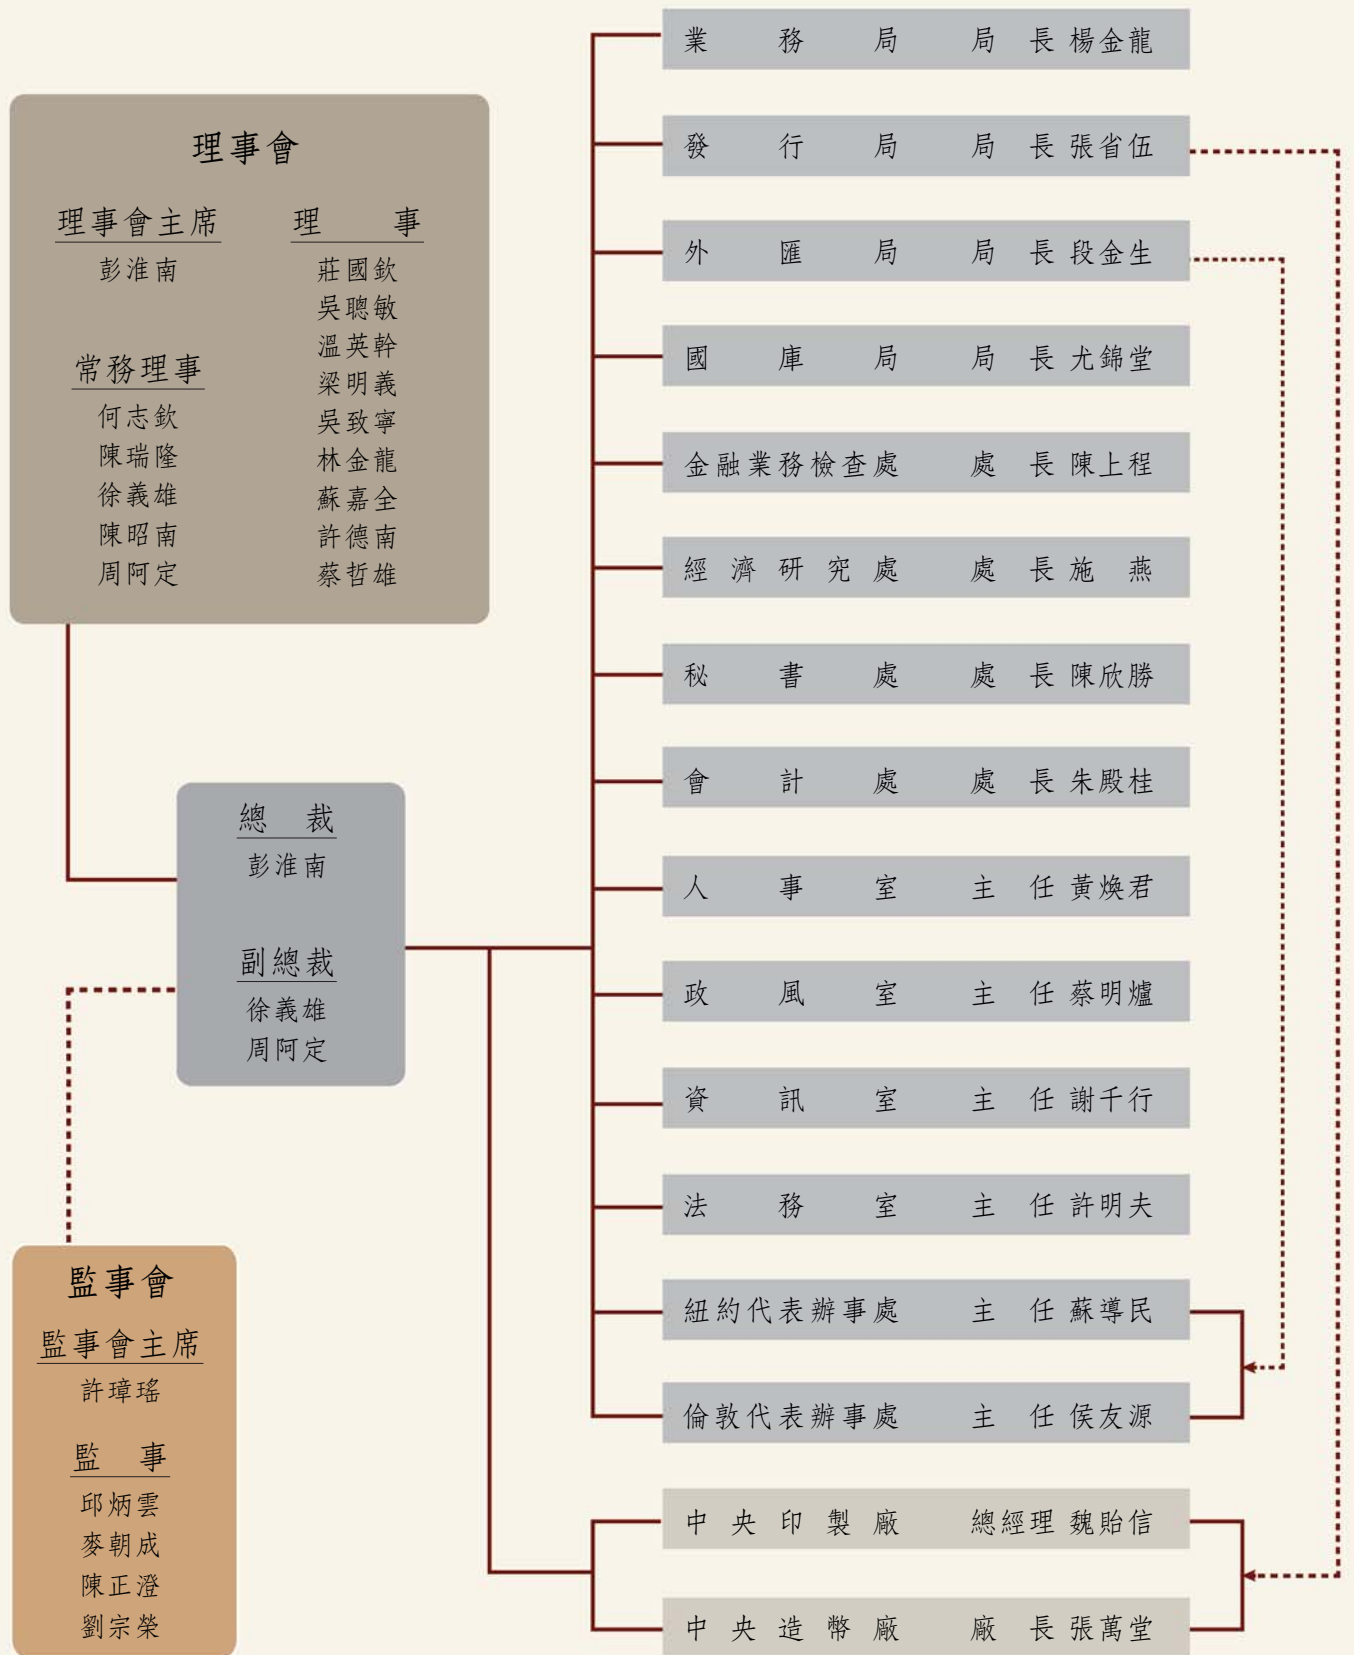 理事會
理事會主席
彭淮南
常務理事
何志欽
陳瑞隆
徐義雄
陳昭南
周阿定
理 事
莊國欽
吳聰敏
溫英幹
梁明義
吳致寧
林金龍
蘇嘉全
許德南
蔡哲雄
總 裁
彭淮南
副總裁
徐義雄
周阿定
監事會
監事會主席
許璋瑤
監 事
邱炳雲
麥朝成
陳正澄
劉宗榮
業務局 局長 楊金龍
發行局 局長 張省伍
外匯局 局長 段金生
國庫局 局長 尤錦堂
金融業務檢查處 處長 陳上程
經濟研究處 處長 施燕
秘書處 處長 陳欣勝
會計處 處長 朱殿桂
人事室 主任 黃煥君
政風室 主任 蔡明爐
資訊室 主任 謝千行
法務室 主任 許明夫
紐約代表辦事處 主任 蘇導民
倫敦代表辦事處 主任 侯友源
中央印製廠 總經理 魏貽信
中央造幣廠 廠長 張萬堂